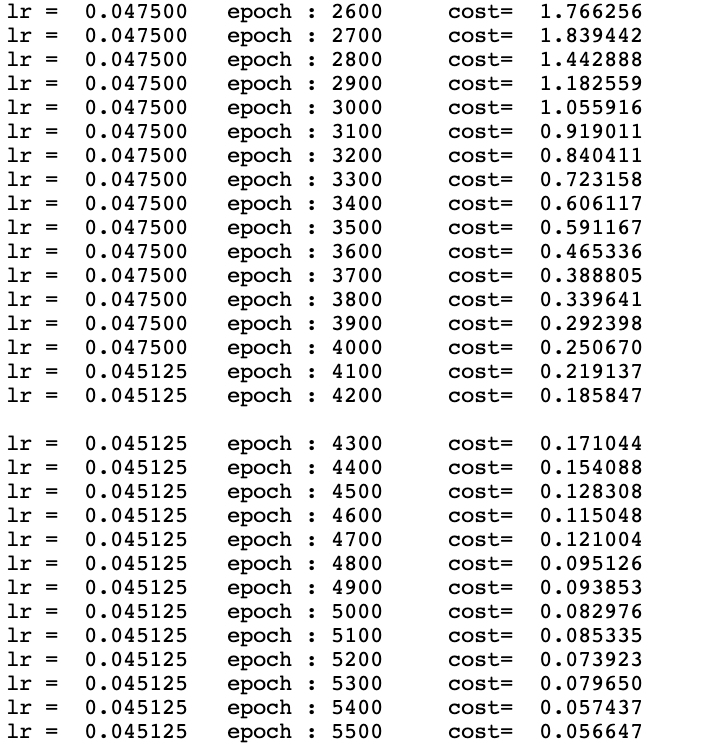 lr =  0.047500   epoch : 2600     cost=  1.766256
lr =  0.047500   epoch : 2700     cost=  1.839442
lr =  0.047500   epoch : 2800     cost=  1.442888
lr =  0.047500   epoch : 2900     cost=  1.182559
lr =  0.047500   epoch : 3000     cost=  1.055916
lr =  0.047500   epoch : 3100     cost=  0.919011
lr =  0.047500   epoch : 3200     cost=  0.840411
lr =  0.047500   epoch : 3300     cost=  0.723158
lr =  0.047500   epoch : 3400     cost=  0.606117
lr =  0.047500   epoch : 3500     cost=  0.591167
lr =  0.047500   epoch : 3600     cost=  0.465336
lr =  0.047500   epoch : 3700     cost=  0.388805
lr =  0.047500   epoch : 3800     cost=  0.339641
lr =  0.047500   epoch : 3900     cost=  0.292398
lr =  0.047500   epoch : 4000     cost=  0.250670
lr =  0.045125   epoch : 4100     cost=  0.219137
lr =  0.045125   epoch : 4200     cost=  0.185847

lr =  0.045125   epoch : 4300     cost=  0.171044
lr =  0.045125   epoch : 4400     cost=  0.154088
lr =  0.045125   epoch : 4500     cost=  0.128308
lr =  0.045125   epoch : 4600     cost=  0.115048
lr =  0.045125   epoch : 4700     cost=  0.121004
lr =  0.045125   epoch : 4800     cost=  0.095126
lr =  0.045125   epoch : 4900     cost=  0.093853
lr =  0.045125   epoch : 5000     cost=  0.082976
lr =  0.045125   epoch : 5100     cost=  0.085335
lr =  0.045125   epoch : 5200     cost=  0.073923
lr =  0.045125   epoch : 5300     cost=  0.079650
lr =  0.045125   epoch : 5400     cost=  0.057437
lr =  0.045125   epoch : 5500     cost=  0.056647